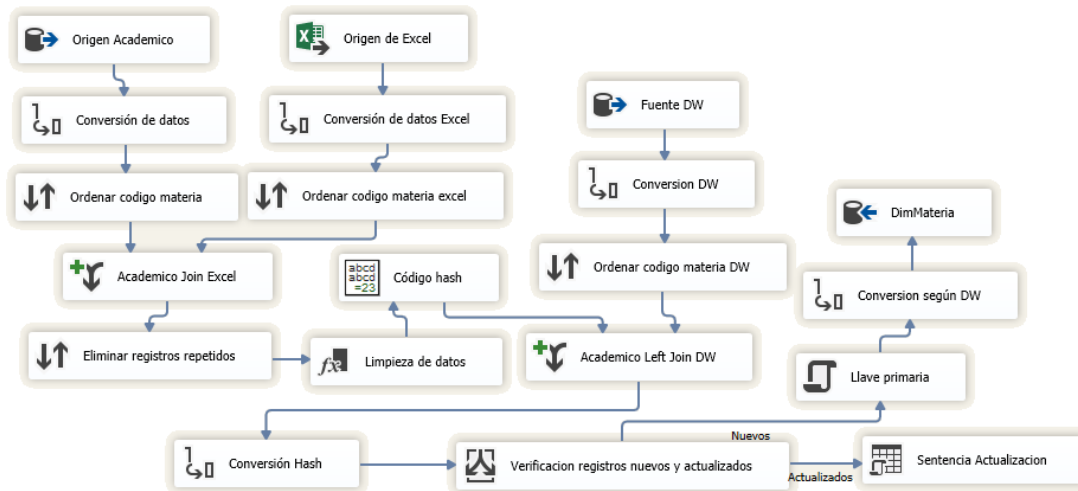 Origen Academico
Origen de Excel
Conversión de datos
Conversión de datos Excel
Fuente DW
Ordenar codigo materia
Ordenar codigo materia excel
Conversion DW
DimMateria
Academico Join Excel
abcd
abcd
=23
Código hash
Ordenar codigo materia DW
Conversion según DW
Eliminar registros repetidos
fx
Limpieza de datos
Academico Left Join DW
Llave primaria
Nuevos
Conversión Hash
Verificacion registros nuevos y actualizados
Actualizados
Sentencia Actualizacion